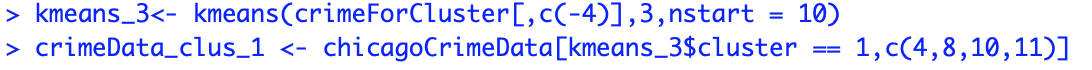 > kmeans_3<- kmeans(crimeForCluster[,c(-4)],3,nstart = 10)
> crimeData_clus_1 <- chicagoCrimeData[kmeans_3$cluster == 1,c(4,8,10,11)]